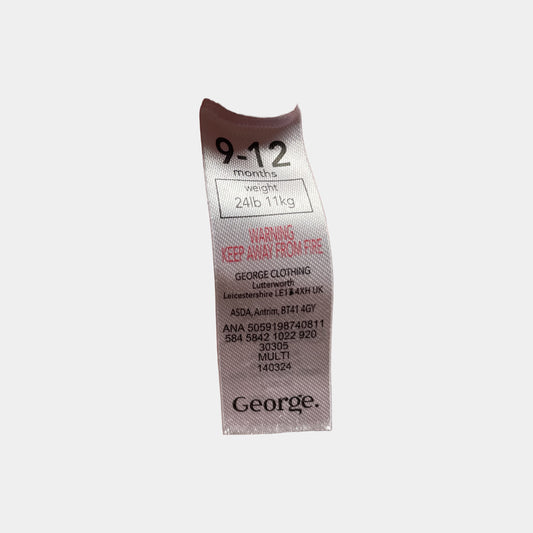 9-12
months
weight
24lb 11kg
WARNING
KEEP AWAY FROM FIRE
GEORGE CLOTHING
Lutterworth
Leicestershire LE17 4XH UK
ASDA, Antrim, BT41 4GY
ANA 5059198740811
584 5842 1022 920
30305
MULTI
140324
George.